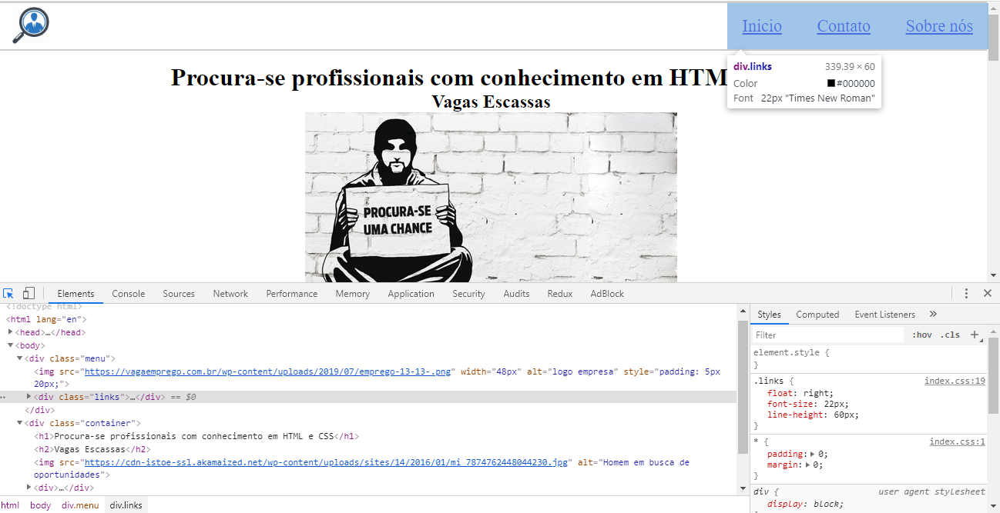 Inicio Contato Sobre nós
Procura-se profissionais com conhecimento em HTM
div.links 339.39 × 60
Color #000000
Font 22px "Times New Roman"
Vagas Escassas
PROCURA-SE
UMA CHANCE
Elements Console Sources Network Performance Memory Application Security Audits Redux AdBlock
<!doctype html>
<html lang="en">
<head>…</head>
<body>
<div class="menu">
<img src="https://vagaemprego.com.br/wp-content/uploads/2019/07/emprego-13-13-.png" width="48px" alt="logo empresa" style="padding: 5px
20px;">
<div class="links">…</div> == $0
</div>
<div class="container">
<h1>Procura-se profissionais com conhecimento em HTML e CSS</h1>
<h2>Vagas Escassas</h2>
<img src="https://cdn-istoe-ssl.akamaized.net/wp-content/uploads/sites/14/2016/01/mi_7874762448044230.jpg" alt="Homem em busca de
oportunidades">
<div>…</div>
html body div.menu div.links
Styles Computed Event Listeners »
Filter :hov .cls +
element.style {
}
.links { index.css:19
float: right;
font-size: 22px;
line-height: 60px;
}
* { index.css:1
padding: 0;
margin: 0;
}
div { user agent stylesheet
display: block;